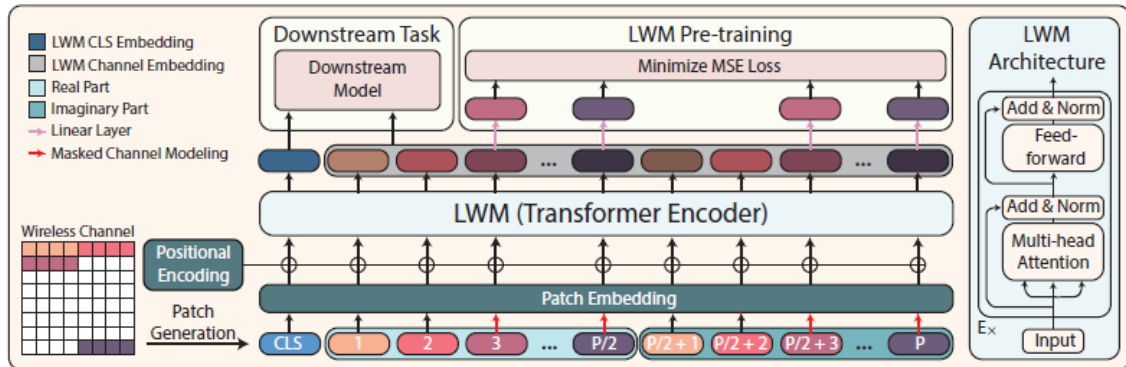 LWM CLS Embedding
LWM Channel Embedding
Real Part
Imaginary Part
Linear Layer
Masked Channel Modeling
Downstream Task
Downstream
Model
LWM Pre-training
Minimize MSE Loss
...
...
LWM (Transformer Encoder)
Wireless Channel
Positional
Encoding
Patch
Generation
Patch Embedding
CLS
1
2
3
...
P/2
P/2 + 1
P/2 + 2
P/2 + 3
...
P
LWM
Architecture
Add & Norm
Feed-
forward
Add & Norm
Multi-head
Attention
E×
Input